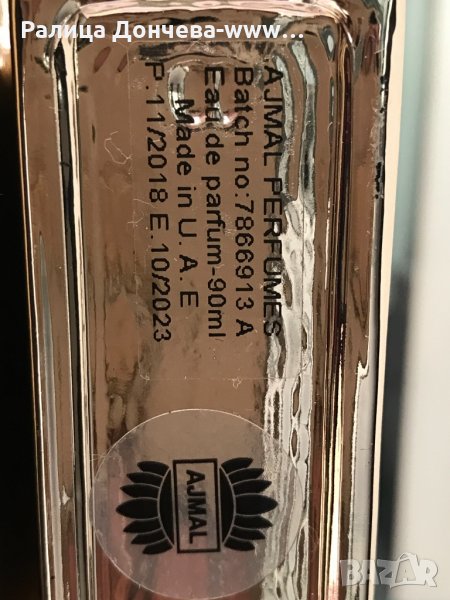 Ралица Дончева-www...
AJMAL PERFUMES
Batch no:7866913 A
Eau de parfum-90ml
Made in U. A. E
P.11/2018 E.10/2023
AJMAL
BAZAR